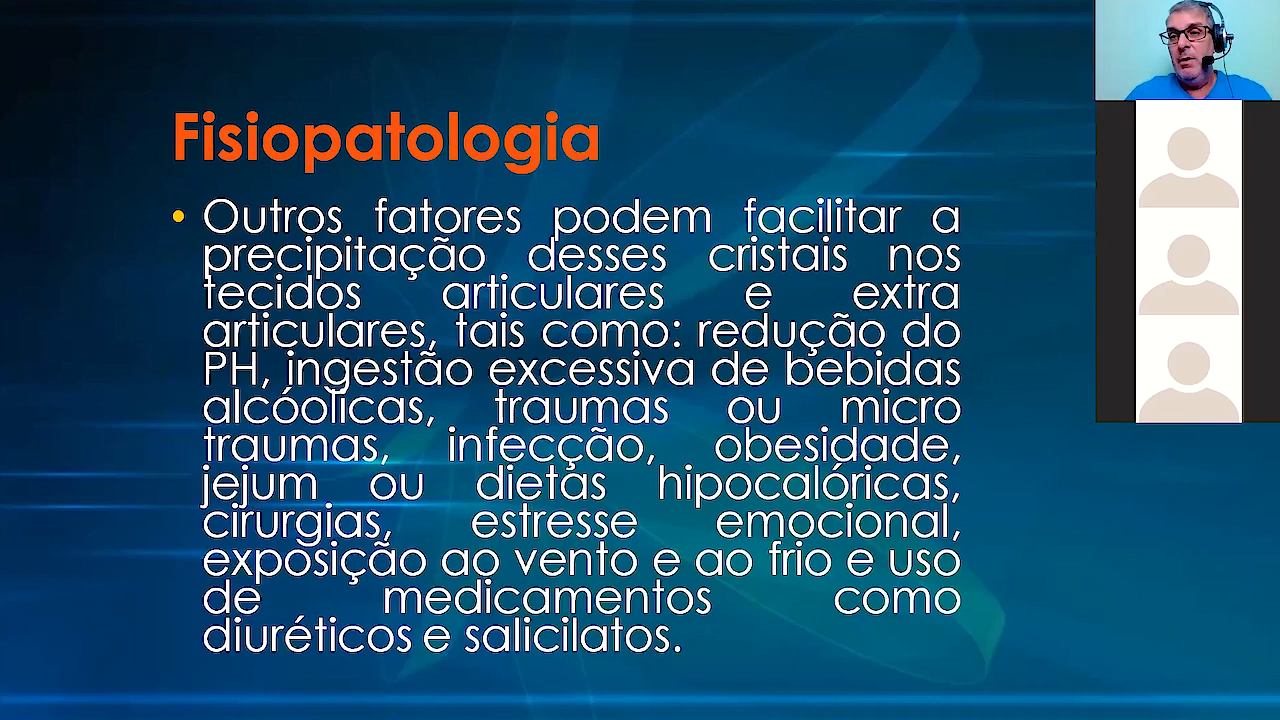 Fisiopatologia
• Outros fatores podem facilitar a
precipitação desses cristais nos
tecidos articulares e extra
articulares, tais como: redução do
PH, ingestão excessiva de bebidas
alcóolicas, traumas ou micro
traumas, infecção, obesidade,
jejum ou dietas hipocalóricas,
cirurgias, estresse emocional,
exposição ao vento e ao frio e uso
de medicamentos como
diuréticos e salicilatos.